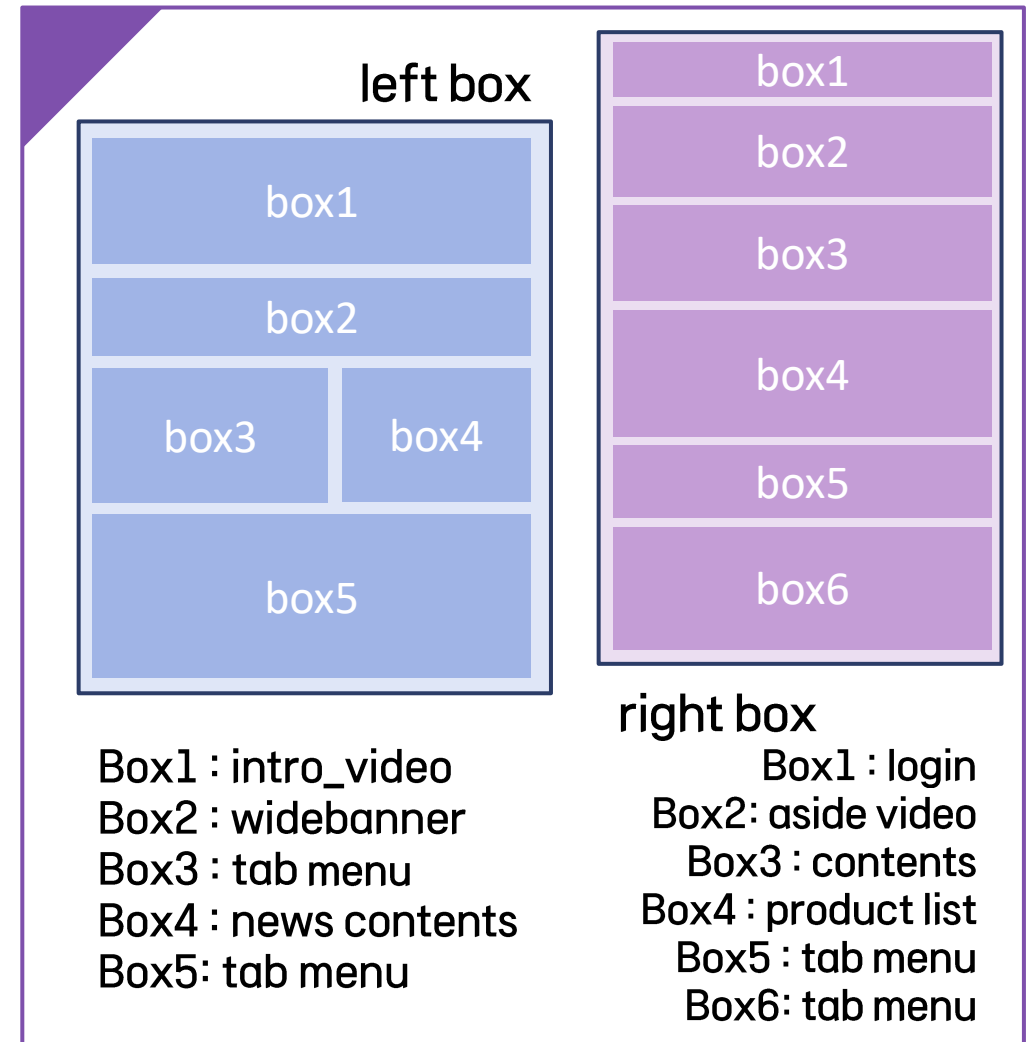 left box
box1
box2
box3
box4
box5
Box1 : intro_video
Box2 : widebanner
Box3 : tab menu
Box4 : news contents
Box5: tab menu
box1
box2
box3
box4
box5
box6
right box
Box1 : login
Box2: aside video
Box3 : contents
Box4 : product list
Box5 : tab menu
Box6: tab menu